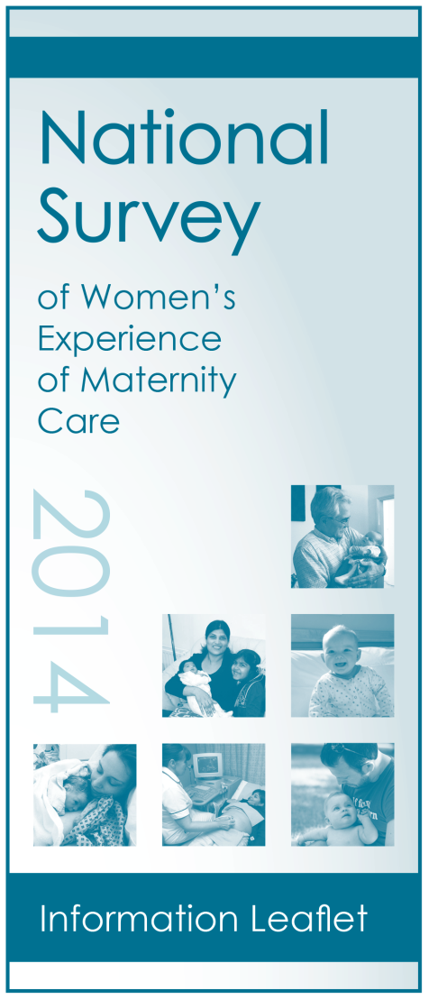 National
Survey
of Women's
Experience
of Maternity
Care
2014
Information Leaflet